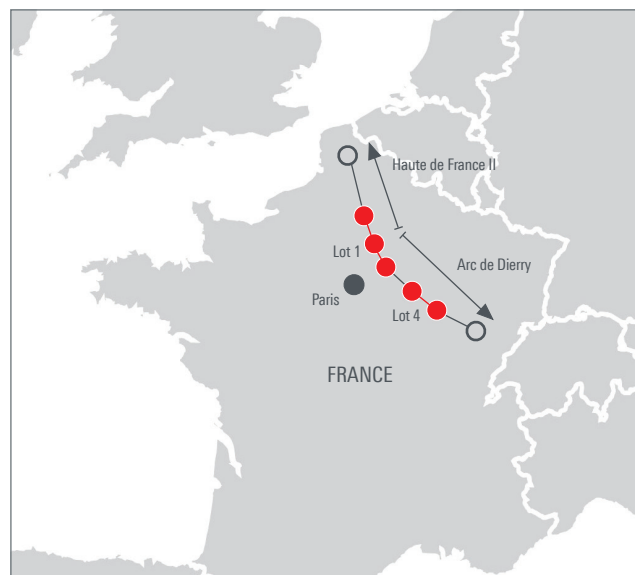 Haute de France II
Lot 1
Arc de Dierry
Paris
Lot 4
FRANCE